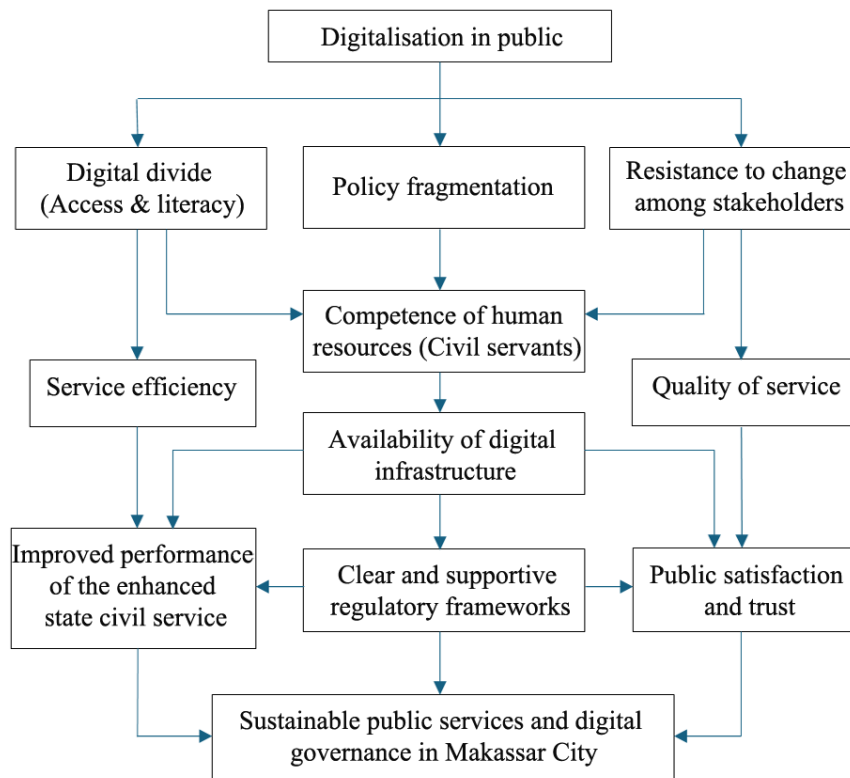 Digitalisation in public
Digital divide
(Access & literacy)
Policy fragmentation
Resistance to change
among stakeholders
Competence of human
resources (Civil servants)
Service efficiency
Quality of service
Availability of digital
infrastructure
Improved performance
of the enhanced
state civil service
Clear and supportive
regulatory frameworks
Public satisfaction
and trust
Sustainable public services and digital
governance in Makassar City